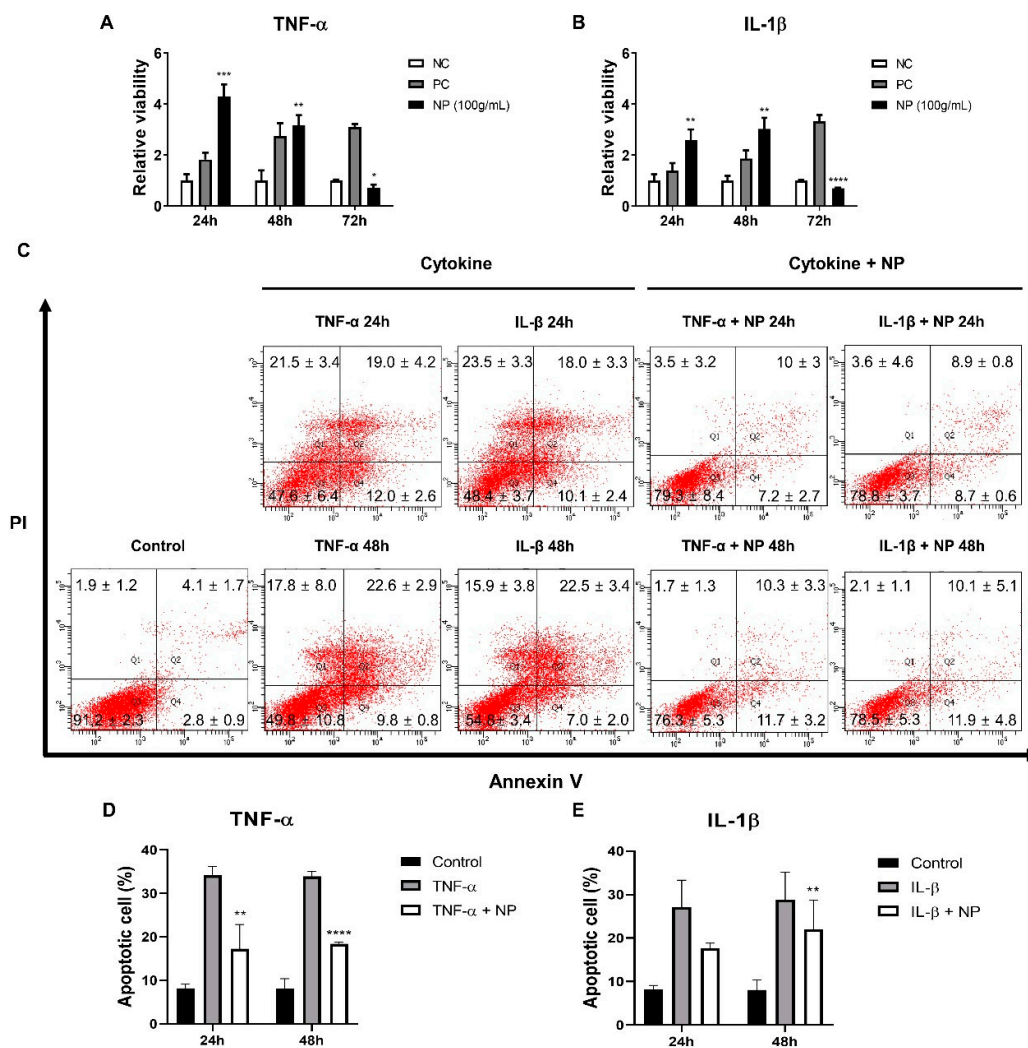 A
TNF-α
Relative viability
6
4
2
0
24h
48h
72h
***
**
*
NC
PC
NP (100g/mL)
B
IL-1β
Relative viability
6
4
2
0
24h
48h
72h
**
**
****
NC
PC
NP (100g/mL)
C
Cytokine
Cytokine + NP
TNF-α 24h
IL-β 24h
TNF-α + NP 24h
IL-1β + NP 24h
21.5 ± 3.4
19.0 ± 4.2
23.5 ± 3.3
18.0 ± 3.3
3.5 ± 3.2
10 ± 3
3.6 ± 4.6
8.9 ± 0.8
47.6 ± 6.4
12.0 ± 2.6
48.4 ± 3.7
10.1 ± 2.4
79.3 ± 8.4
7.2 ± 2.7
78.8 ± 3.7
8.7 ± 0.6
PI
Control
TNF-α 48h
IL-β 48h
TNF-α + NP 48h
IL-1β + NP 48h
1.9 ± 1.2
4.1 ± 1.7
17.8 ± 8.0
22.6 ± 2.9
15.9 ± 3.8
22.5 ± 3.4
1.7 ± 1.3
10.3 ± 3.3
2.1 ± 1.1
10.1 ± 5.1
91.2 ± 2.3
2.8 ± 0.9
49.8 ± 10.8
9.8 ± 0.8
54.8 ± 3.4
7.0 ± 2.0
76.3 ± 5.3
11.7 ± 3.2
78.5 ± 5.3
11.9 ± 4.8
Annexin V
D
TNF-α
Apoptotic cell (%)
40
30
20
10
0
24h
48h
**
****
Control
TNF-α
TNF-α + NP
E
IL-1β
Apoptotic cell (%)
40
30
20
10
0
24h
48h
**
Control
IL-β
IL-β + NP